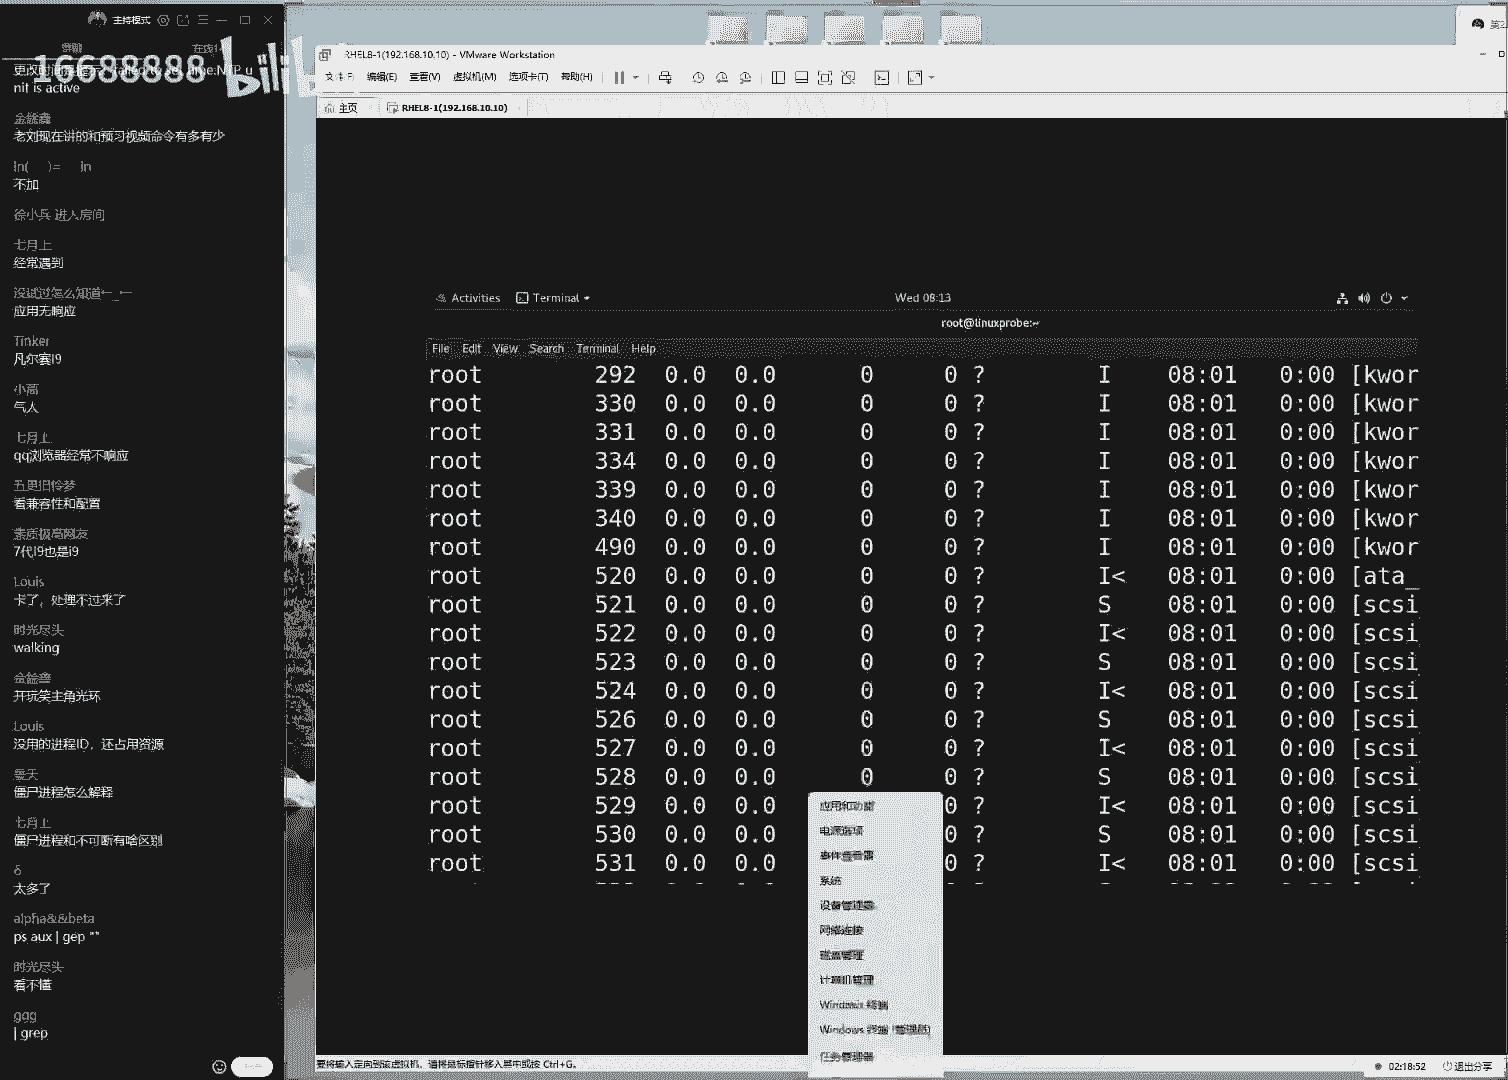 主持模式
16688888 bili
nit is active
老刘现在讲的和预习视频命令有多有少
不加
徐小兵 进入房间
七月上
经常遇到
没试过怎么知道←_←
应用无响应
Tinker
凡尔赛I9
小高
气人
七月上
qq浏览器经常不响应
看兼容性和配置
素质极高网友
7代I9也是i9
Louis
卡了，处理不过来了
时光尽头
walking
开玩笑主角光环
Louis
没用的进程ID，还占用资源
僵尸进程怎么解释
七月上
僵尸进程和不可断有啥区别
δ
太多了
alpha&&beta
ps aux | gep ""
时光尽头
看不懂
ggg
| grep
RHEL8-1(192.168.10.10) - VMware Workstation
编辑(E) 查看(V) 虚拟机(M) 选项卡(T) 帮助(H)
主页 RHEL8-1(192.168.10.10)
Activities Terminal Wed 08:13
root@linuxprobe:~
File Edit View Search Terminal Help
root 292 0.0 0.0 0 0 ? I 08:01 0:00 [kwor
root 330 0.0 0.0 0 0 ? I 08:01 0:00 [kwor
root 331 0.0 0.0 0 0 ? I 08:01 0:00 [kwor
root 334 0.0 0.0 0 0 ? I 08:01 0:00 [kwor
root 339 0.0 0.0 0 0 ? I 08:01 0:00 [kwor
root 340 0.0 0.0 0 0 ? I 08:01 0:00 [kwor
root 490 0.0 0.0 0 0 ? I 08:01 0:00 [kwor
root 520 0.0 0.0 0 0 ? I< 08:01 0:00 [ata_
root 521 0.0 0.0 0 0 ? S 08:01 0:00 [scsi
root 522 0.0 0.0 0 0 ? I< 08:01 0:00 [scsi
root 523 0.0 0.0 0 0 ? S 08:01 0:00 [scsi
root 524 0.0 0.0 0 0 ? I< 08:01 0:00 [scsi
root 526 0.0 0.0 0 0 ? S 08:01 0:00 [scsi
root 527 0.0 0.0 0 0 ? I< 08:01 0:00 [scsi
root 528 0.0 0.0 0 0 ? S 08:01 0:00 [scsi
root 529 0.0 0.0 0 ? I< 08:01 0:00 [scsi
root 530 0.0 0.0 0 ? S 08:01 0:00 [scsi
root 531 0.0 0.0 0 ? I< 08:01 0:00 [scsi
应用和功能
电源选项
事件查看器
系统
设备管理器
网络连接
磁盘管理
计算机管理
Windows 终端
Windows 终端 (管理员)
任务管理器
要将输入定向到该虚拟机，请将鼠标指针移入其中或按 Ctrl+G。
02:18:52 退出分享